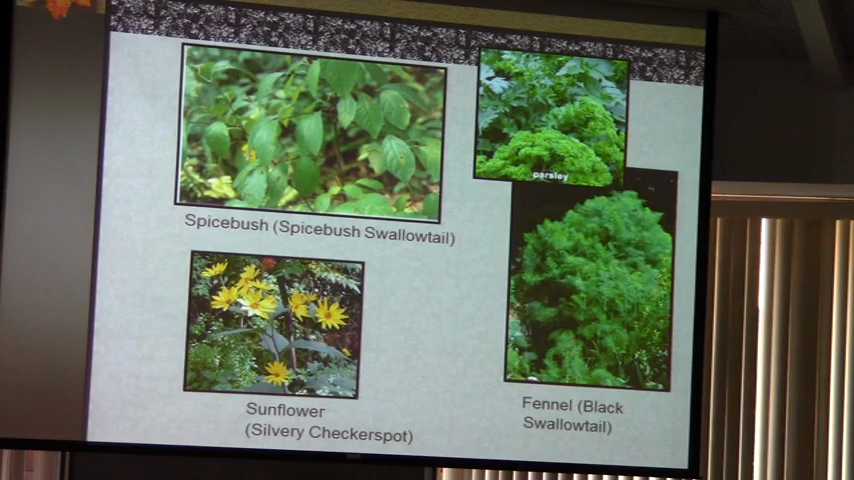 parsley
Spicebush (Spicebush Swallowtail)
Sunflower
(Silvery Checkerspot)
Fennel (Black
Swallowtail)